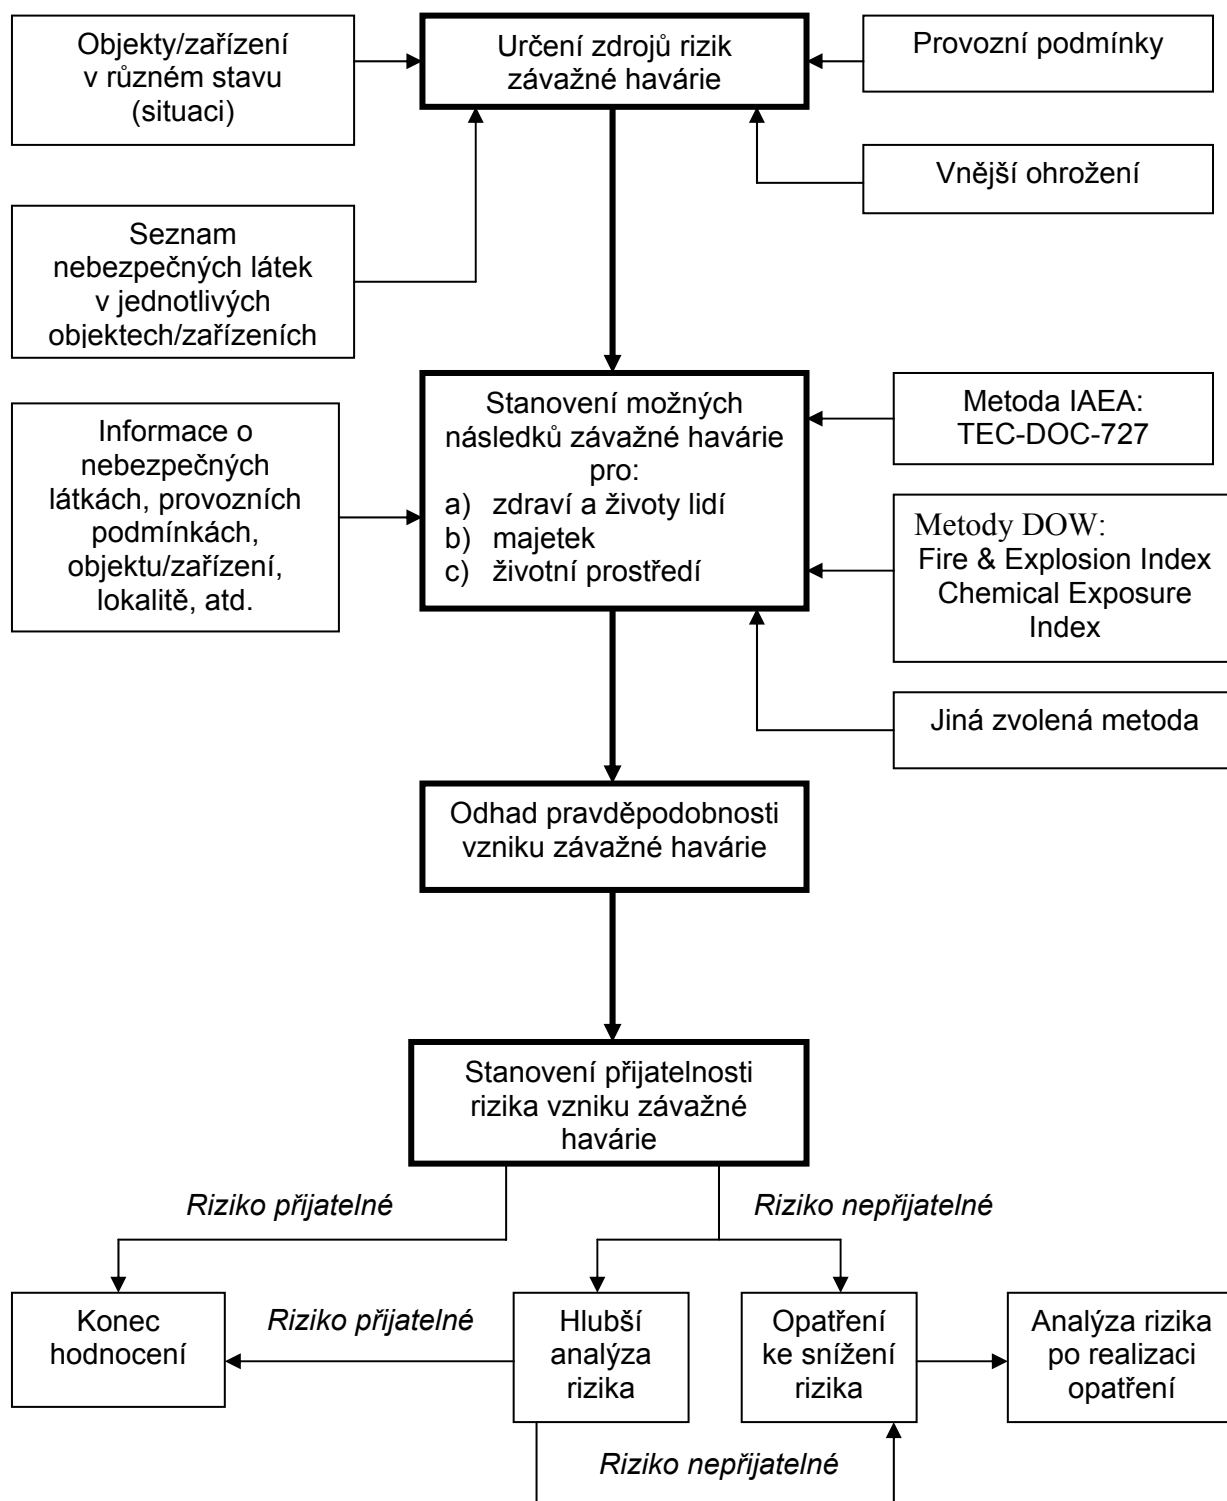 Objekty/zařízení
v různém stavu
(situaci)
Určení zdrojů rizik
závažné havárie
Provozní podmínky
Vnější ohrožení
Seznam
nebezpečných látek
v jednotlivých
objektech/zařízeních
Stanovení možných
následků závažné havárie
pro:
a) zdraví a životy lidí
b) majetek
c) životní prostředí
Informace o
nebezpečných
látkách, provozních
podmínkách,
objektu/zařízení,
lokalitě, atd.
Metoda IAEA:
TEC-DOC-727
Metody DOW:
Fire & Explosion Index
Chemical Exposure
Index
Jiná zvolená metoda
Odhad pravděpodobnosti
vzniku závažné havárie
Stanovení přijatelnosti
rizika vzniku závažné
havárie
Riziko přijatelné
Riziko nepřijatelné
Konec
hodnocení
Riziko přijatelné
Hlubší
analýza
rizika
Opatření
ke snížení
rizika
Analýza rizika
po realizaci
opatření
Riziko nepřijatelné